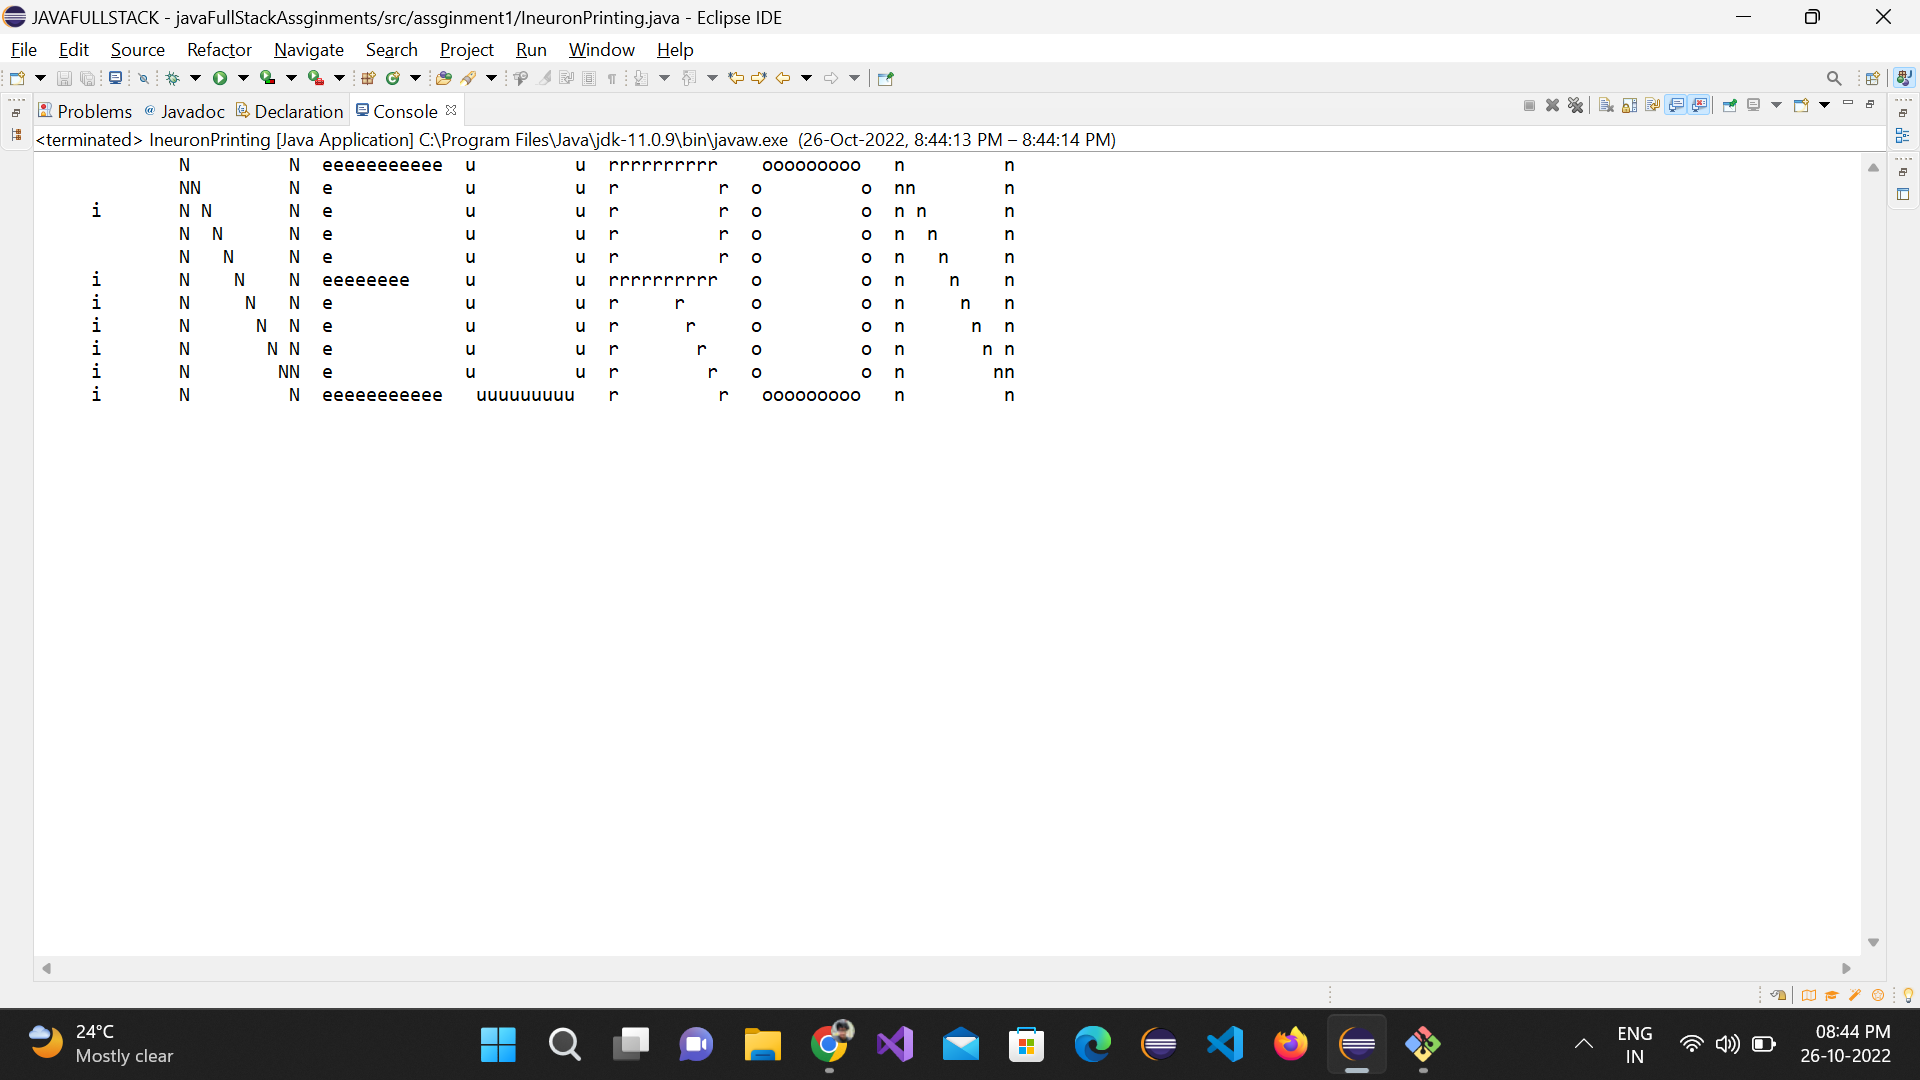 JAVAFULLSTACK - javaFullStackAssginments/src/assginment1/IneuronPrinting.java - Eclipse IDE
File Edit Source Refactor Navigate Search Project Run Window Help
Problems @ Javadoc Declaration Console
<terminated> IneuronPrinting [Java Application] C:\Program Files\Java\jdk-11.0.9\bin\javaw.exe (26-Oct-2022, 8:44:13 PM – 8:44:14 PM)
             N         N  eeeeeeeeeee  u         u  rrrrrrrrrr    ooooooooo   n         n
             NN        N  e            u         u  r         r  o         o  nn        n
     i       N N       N  e            u         u  r         r  o         o  n n       n
             N  N      N  e            u         u  r         r  o         o  n  n      n
             N   N     N  e            u         u  r         r  o         o  n   n     n
     i       N    N    N  eeeeeeee     u         u  rrrrrrrrrr   o         o  n    n    n
     i       N     N   N  e            u         u  r     r      o         o  n     n   n
     i       N      N  N  e            u         u  r      r     o         o  n      n  n
     i       N       N N  e            u         u  r       r    o         o  n       n n
     i       N        NN  e            u         u  r        r   o         o  n        nn
     i       N         N  eeeeeeeeeee   uuuuuuuuu   r         r   ooooooooo   n         n
24°C
Mostly clear
ENG
IN
08:44 PM
26-10-2022